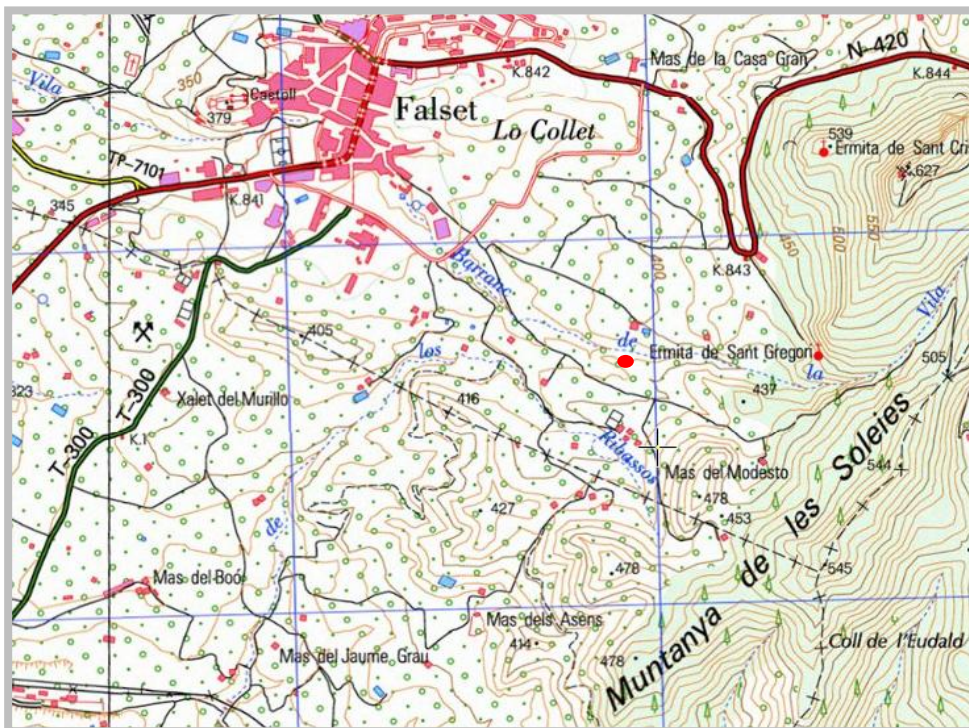 N-420
K.842
Mas de la Casa Gran
K.844
Vila
350
Castell
379
Falset
Lo Collet
539
Ermita de Sant Cris
627
TP-7101
K.841
345
550
500
450
400
K.843
Barranc
de
la
Vila
405
los
Ermita de Sant Gregori
505
437
323
Xalet del Murillo
416
T-300
T-300
K.1
Ribassos
Mas del Modesto
544
478
453
427
de
478
545
Muntanya de les Soleies
Mas del Boó
Mas dels Asens
414
Coll de l'Eudald
Mas del Jaume Grau
478